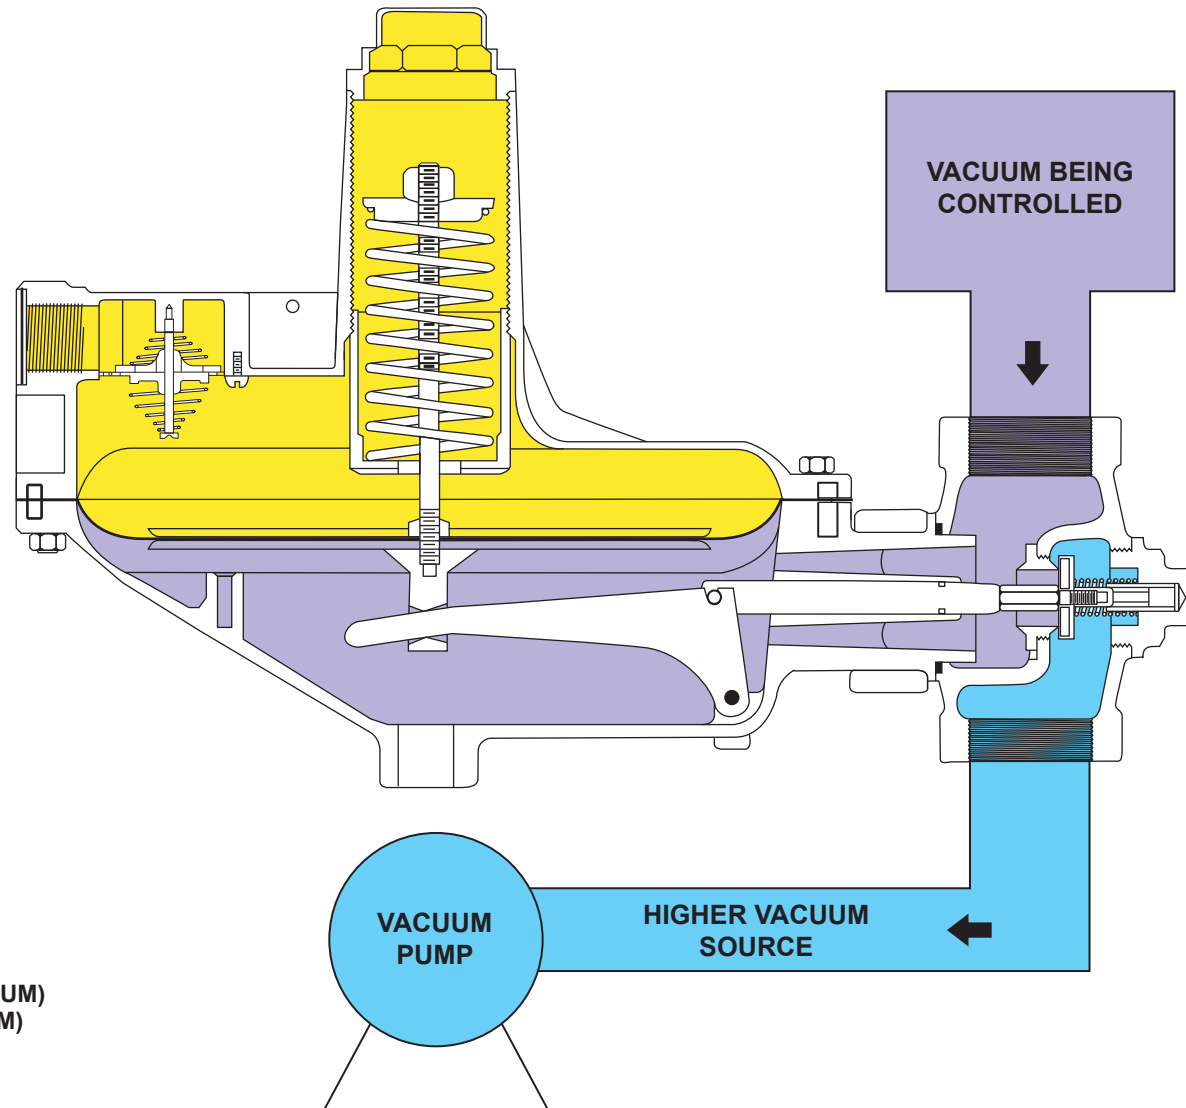 VACUUM BEING
CONTROLLED
VACUUM
PUMP
HIGHER VACUUM
SOURCE
UM)
M)